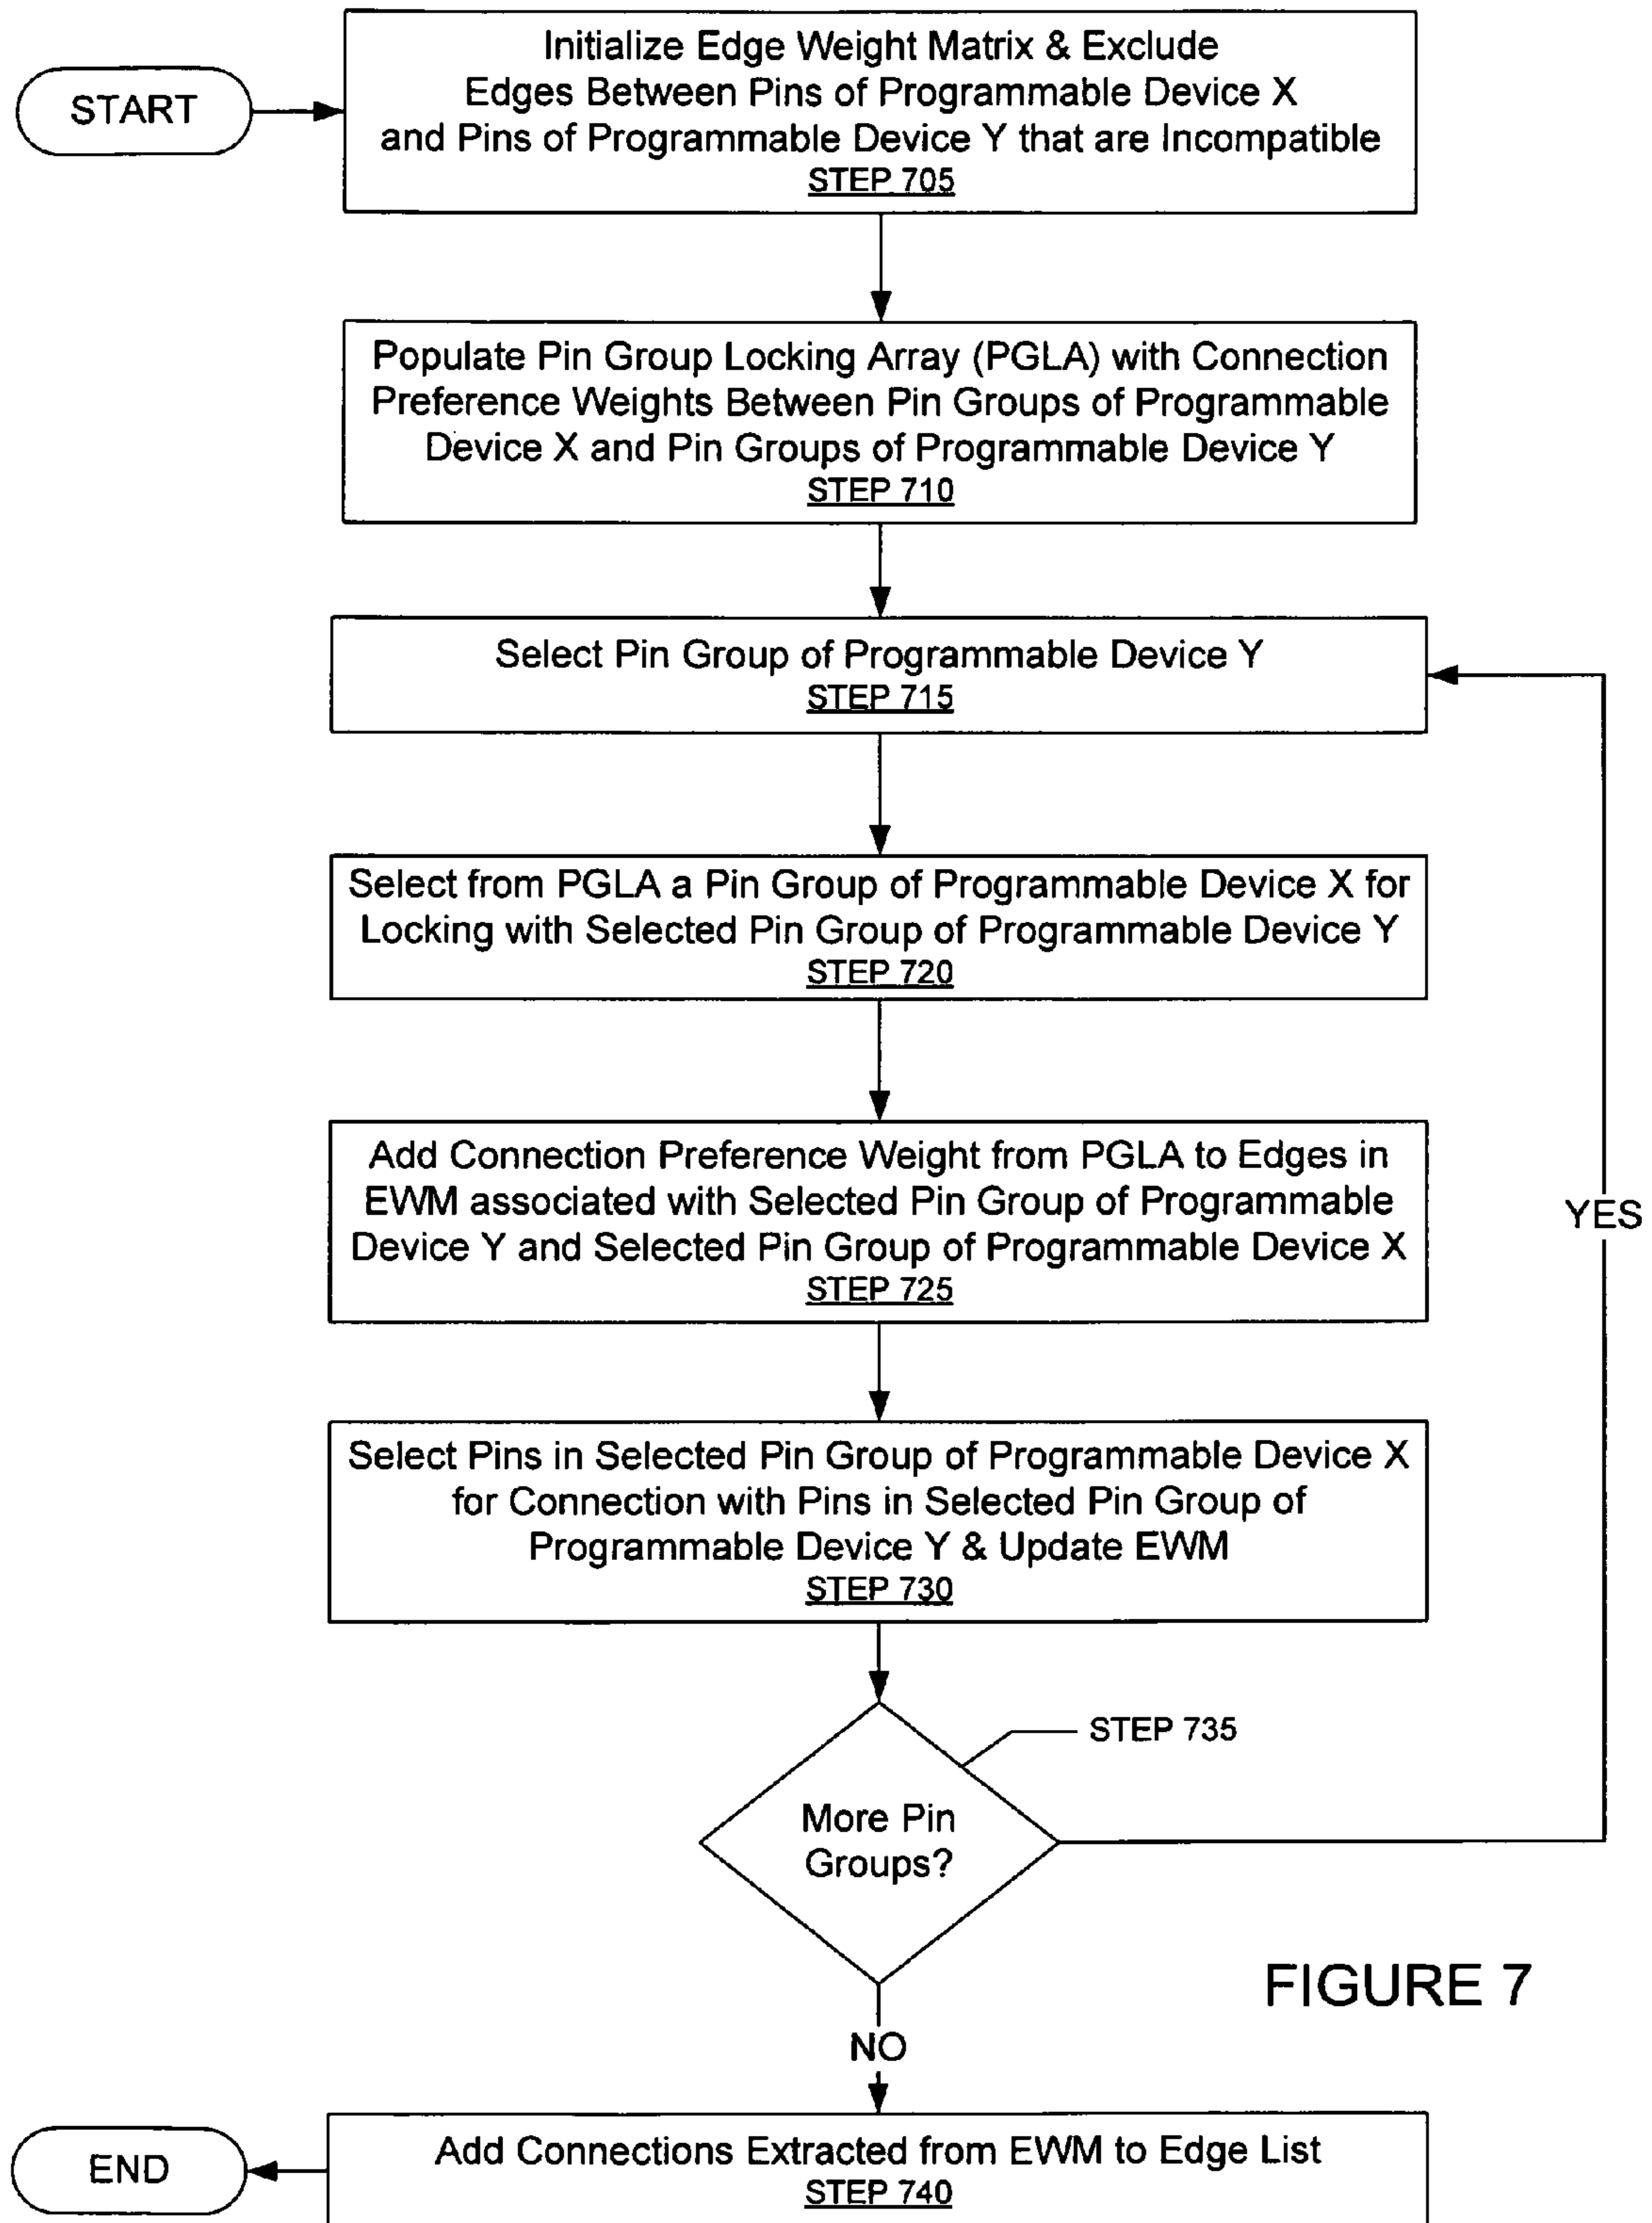 START
Initialize Edge Weight Matrix & Exclude
Edges Between Pins of Programmable Device X
and Pins of Programmable Device Y that are Incompatible
STEP 705
Populate Pin Group Locking Array (PGLA) with Connection
Preference Weights Between Pin Groups of Programmable
Device X and Pin Groups of Programmable Device Y
STEP 710
Select Pin Group of Programmable Device Y
STEP 715
Select from PGLA a Pin Group of Programmable Device X for
Locking with Selected Pin Group of Programmable Device Y
STEP 720
Add Connection Preference Weight from PGLA to Edges in
EWM associated with Selected Pin Group of Programmable
Device Y and Selected Pin Group of Programmable Device X
STEP 725
YES
Select Pins in Selected Pin Group of Programmable Device X
for Connection with Pins in Selected Pin Group of
Programmable Device Y & Update EWM
STEP 730
STEP 735
More Pin
Groups?
FIGURE 7
NO
Add Connections Extracted from EWM to Edge List
STEP 740
END